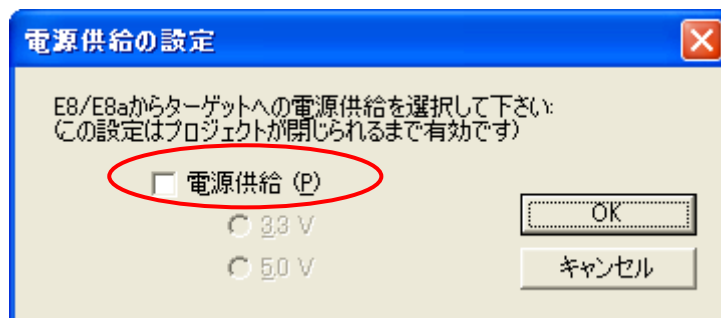 電源供給の設定
E8/E8aからターゲットへの電源供給を選択して下さい:
(この設定はプロジェクトが閉じられるまで有効です)
電源供給 (P)
3.3 V
5.0 V
OK
キャンセル